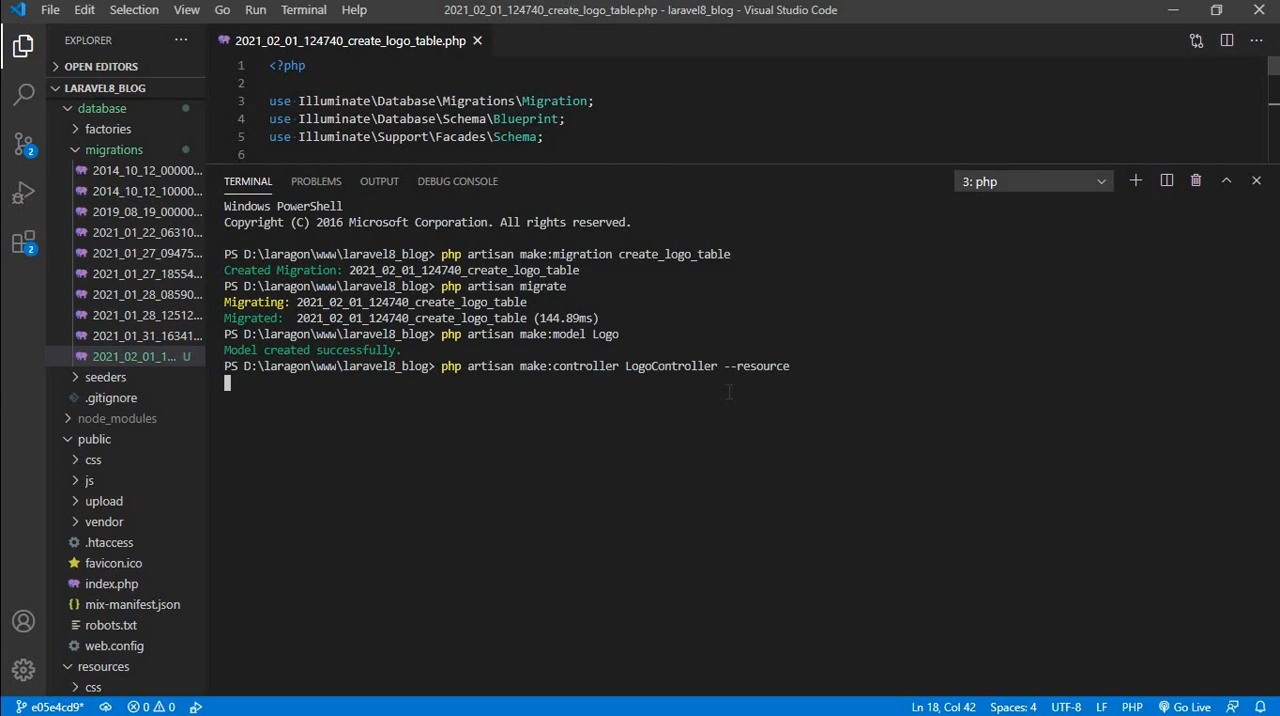 File Edit Selection View Go Run Terminal Help
2021_02_01_124740_create_logo_table.php - laravel8_blog - Visual Studio Code
EXPLORER
OPEN EDITORS
LARAVEL8_BLOG
database
factories
migrations
2014_10_12_00000...
2014_10_12_10000...
2019_08_19_00000...
2021_01_22_06310...
2021_01_27_09475...
2021_01_27_18554...
2021_01_28_08590...
2021_01_28_12512...
2021_01_31_16341...
2021_02_01_1... U
seeders
.gitignore
node_modules
public
css
js
upload
vendor
.htaccess
favicon.ico
index.php
mix-manifest.json
robots.txt
web.config
resources
css
2
2
2021_02_01_124740_create_logo_table.php
1 <?php
2
3 use Illuminate\Database\Migrations\Migration;
4 use Illuminate\Database\Schema\Blueprint;
5 use Illuminate\Support\Facades\Schema;
6
TERMINAL PROBLEMS OUTPUT DEBUG CONSOLE
3: php
Windows PowerShell
Copyright (C) 2016 Microsoft Corporation. All rights reserved.
PS D:\laragon\www\laravel8_blog> php artisan make:migration create_logo_table
Created Migration: 2021_02_01_124740_create_logo_table
PS D:\laragon\www\laravel8_blog> php artisan migrate
Migrating: 2021_02_01_124740_create_logo_table
Migrated:  2021_02_01_124740_create_logo_table (144.89ms)
PS D:\laragon\www\laravel8_blog> php artisan make:model Logo
Model created successfully.
PS D:\laragon\www\laravel8_blog> php artisan make:controller LogoController --resource
e05e4cd9* 0 0 Ln 18, Col 42 Spaces: 4 UTF-8 LF PHP Go Live